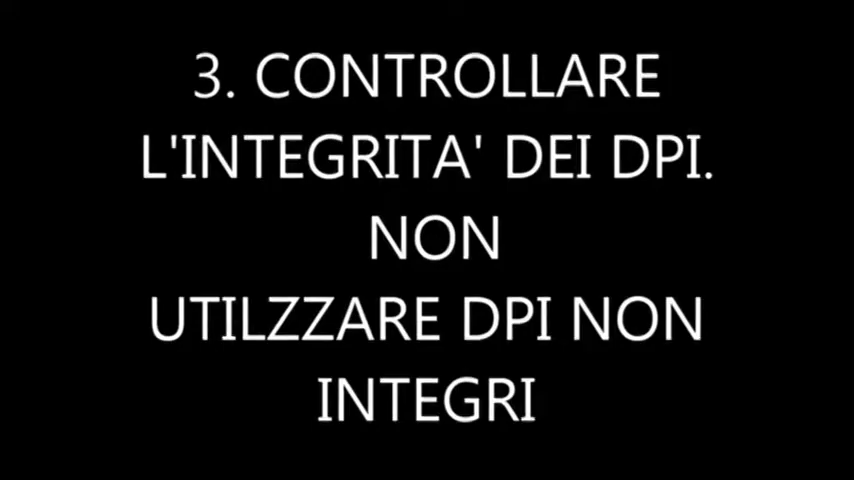 3. CONTROLLARE
L'INTEGRITA' DEI DPI.
NON
UTILZZARE DPI NON
INTEGRI